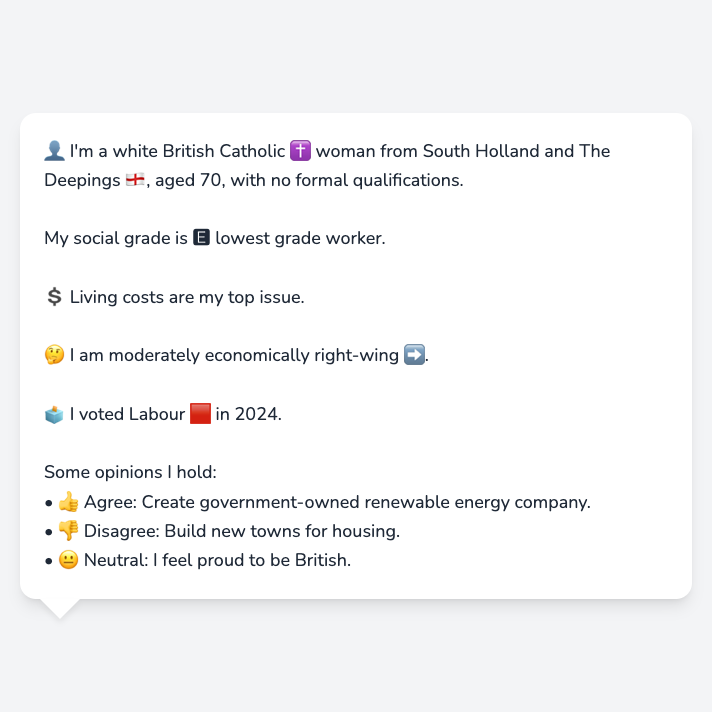 👤 I'm a white British Catholic ✝️ woman from South Holland and The
Deepings 🏴󠁧󠁢󠁥󠁮󠁧󠁿, aged 70, with no formal qualifications.
My social grade is 🅴 lowest grade worker.
💲 Living costs are my top issue.
🤔 I am moderately economically right-wing ➡️.
🗳️ I voted Labour 🟥 in 2024.
Some opinions I hold:
• 👍 Agree: Create government-owned renewable energy company.
• 👎 Disagree: Build new towns for housing.
• 😐 Neutral: I feel proud to be British.